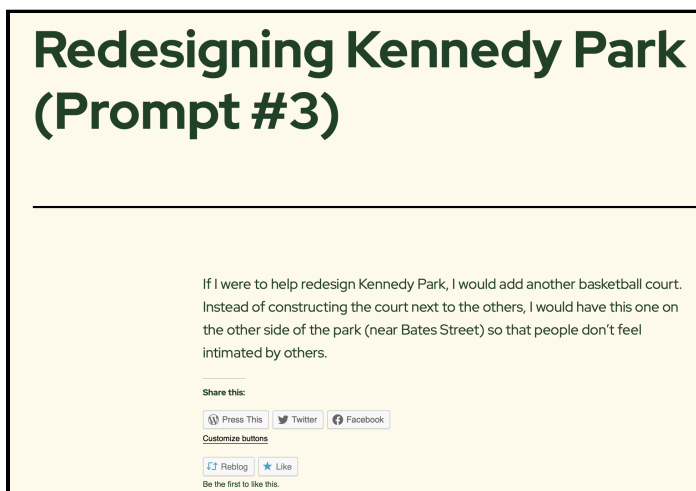 Redesigning Kennedy Park
(Prompt #3)
If I were to help redesign Kennedy Park, I would add another basketball court.
Instead of constructing the court next to the others, I would have this one on
the other side of the park (near Bates Street) so that people don't feel
intimated by others.
Share this:
Press This Twitter Facebook
Customize buttons
Reblog Like
Be the first to like this.